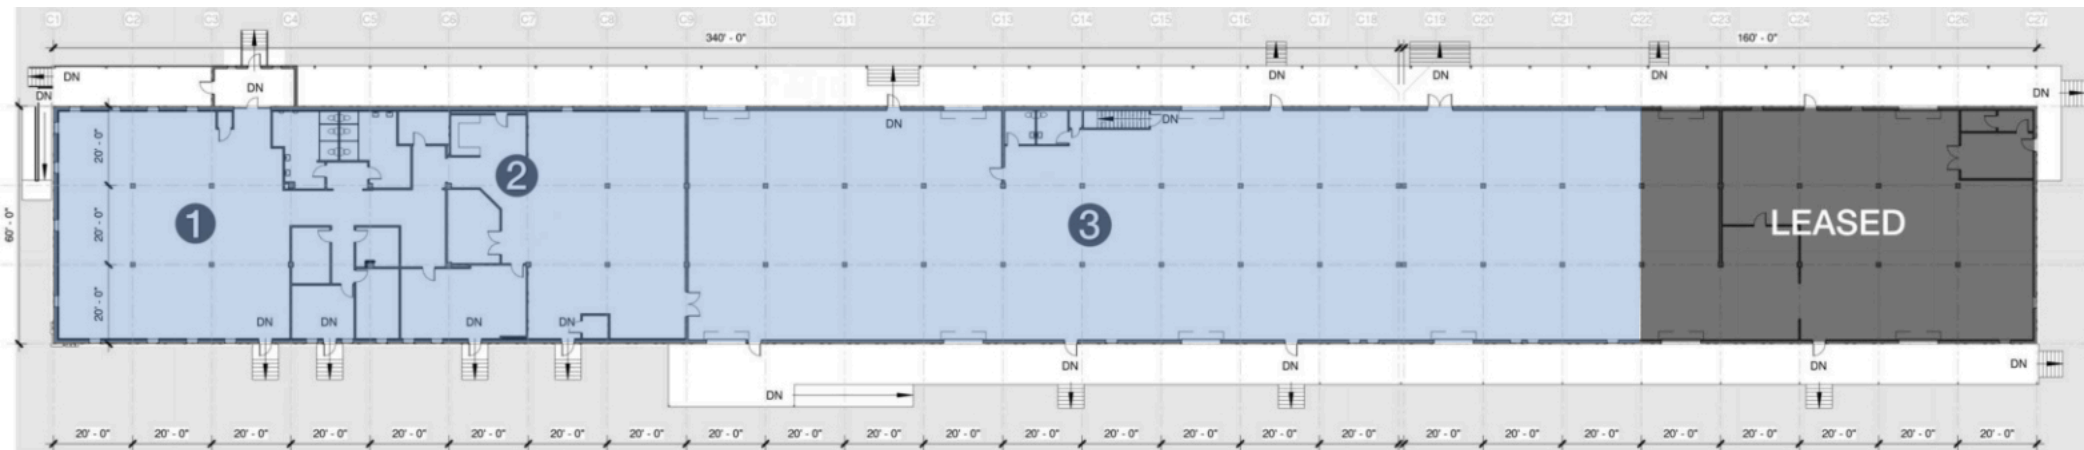 C1 C2 C3 C4 C5 C6 C7 C8 C9 C10 C11 C12 C13 C14 C15 C16 C17 C18 C19 C20 C21 C22 C23 C24 C25 C26 C27
340' - 0" 160' - 0"
DN DN DN DN DN
DN DN DN
DN DN
20' - 0"
2
60' - 0" 20' - 0" 1 3 LEASED
20' - 0"
DN DN DN DN
DN DN DN DN
DN
20' - 0" 20' - 0" 20' - 0" 20' - 0" 20' - 0" 20' - 0" 20' - 0" 20' - 0" 20' - 0" 20' - 0" 20' - 0" 20' - 0" 20' - 0" 20' - 0" 20' - 0" 20' - 0" 20' - 0" 20' - 0" 20' - 0" 20' - 0" 20' - 0" 20' - 0" 20' - 0" 20' - 0" 20' - 0"